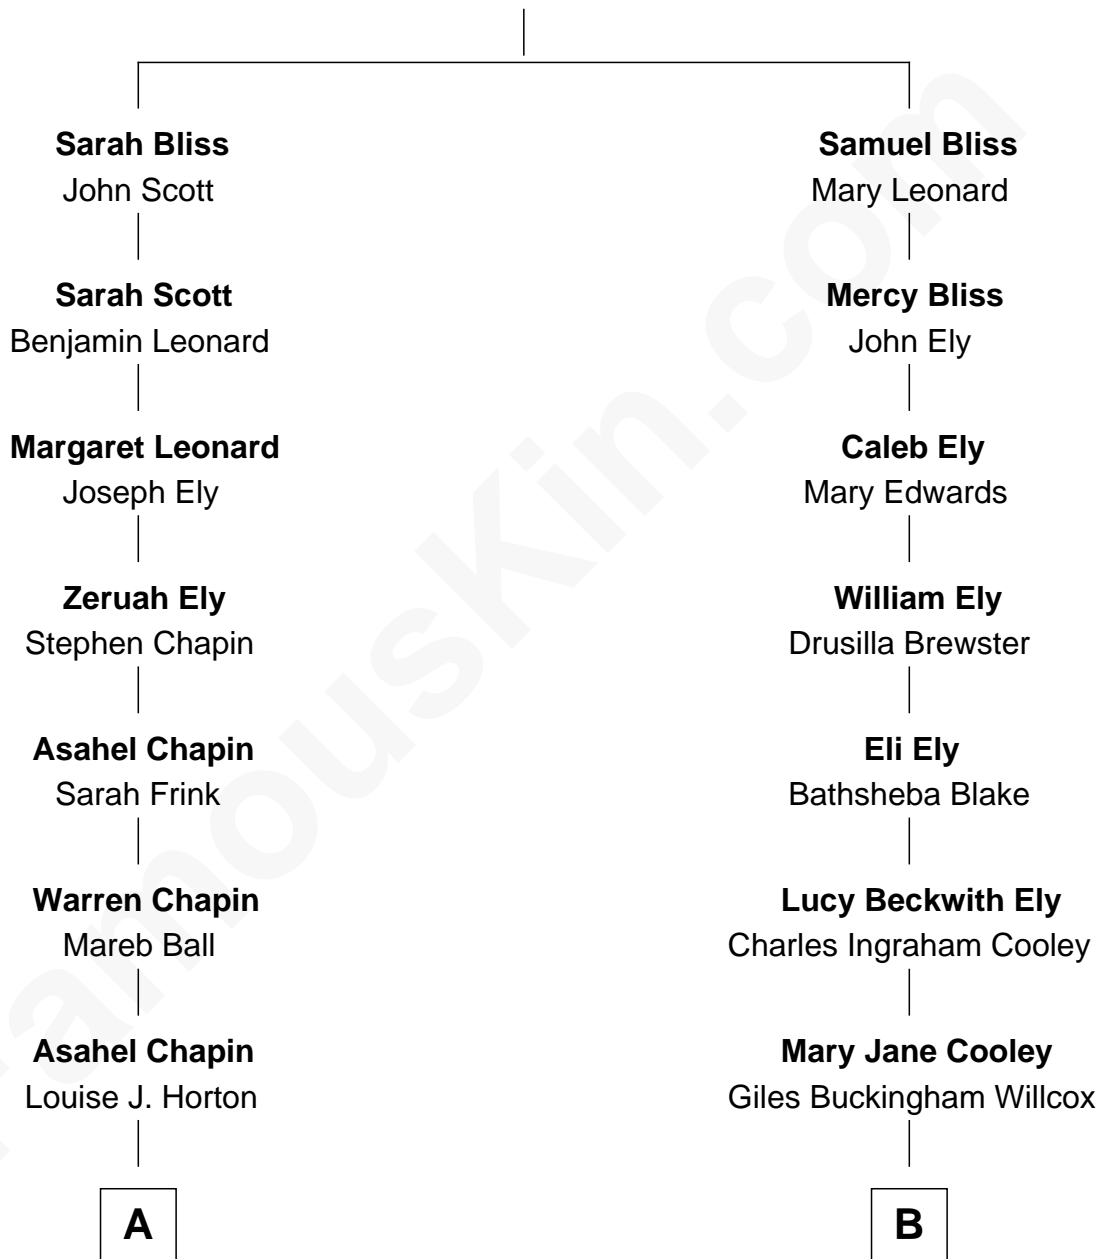 Sarah Bliss
John Scott
Samuel Bliss
Mary Leonard
Sarah Scott
Benjamin Leonard
Mercy Bliss
John Ely
Margaret Leonard
Joseph Ely
Caleb Ely
Mary Edwards
Zeruah Ely
Stephen Chapin
William Ely
Drusilla Brewster
Asahel Chapin
Sarah Frink
Eli Ely
Bathsheba Blake
Warren Chapin
Mareb Ball
Lucy Beckwith Ely
Charles Ingraham Cooley
Asahel Chapin
Louise J. Horton
Mary Jane Cooley
Giles Buckingham Willcox
A
B
FamousKin.com